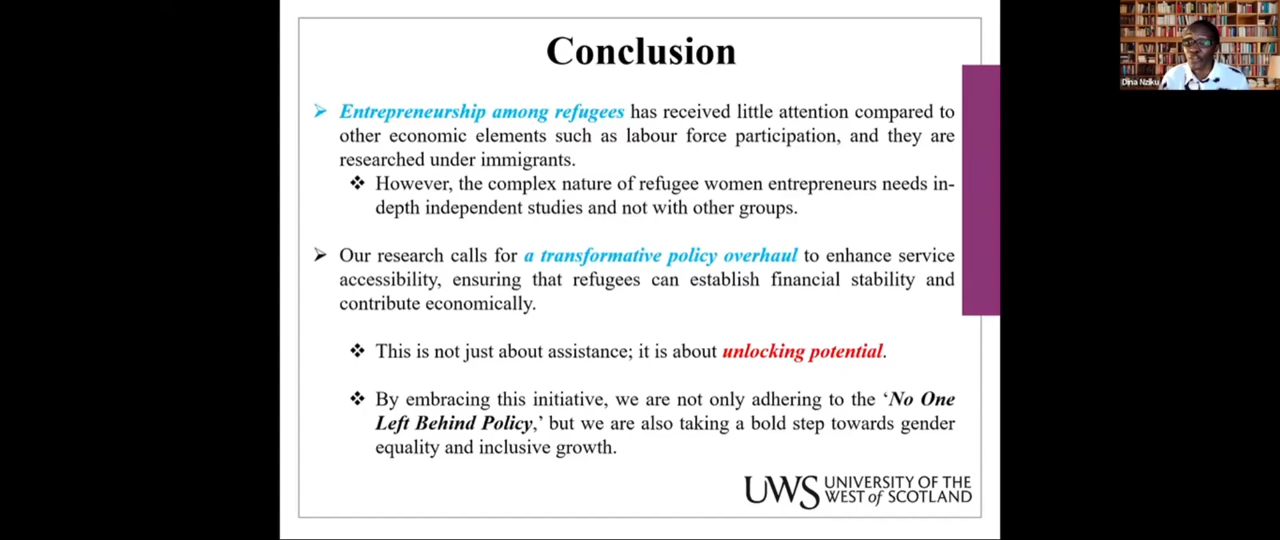 Conclusion
Entrepreneurship among refugees has received little attention compared to
other economic elements such as labour force participation, and they are
researched under immigrants.
However, the complex nature of refugee women entrepreneurs needs in-
depth independent studies and not with other groups.
Our research calls for a transformative policy overhaul to enhance service
accessibility, ensuring that refugees can establish financial stability and
contribute economically.
This is not just about assistance; it is about unlocking potential.
By embracing this initiative, we are not only adhering to the ‘No One
Left Behind Policy,’ but we are also taking a bold step towards gender
equality and inclusive growth.
UWS UNIVERSITY OF THE
WEST of SCOTLAND
Dina Nziku